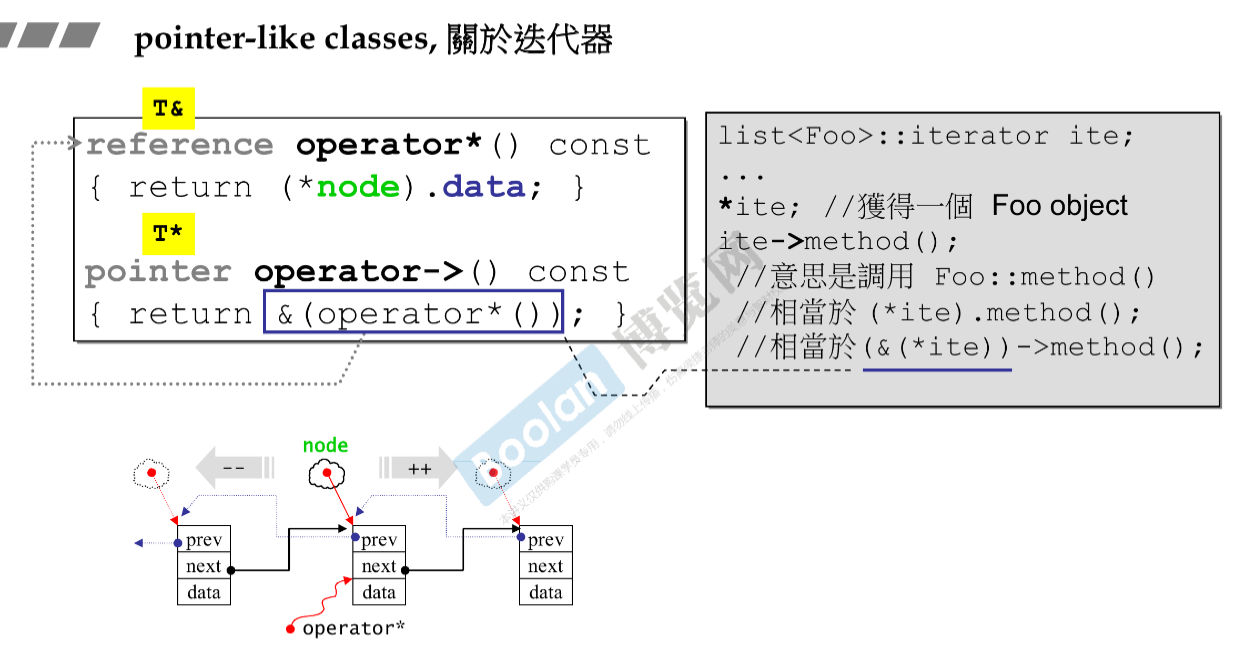 pointer-like classes, 關於迭代器
T&
reference operator*() const
{ return (*node).data; }
T*
pointer operator->() const
{ return &(operator*()); }
list<Foo>::iterator ite;
...
*ite; //獲得一個 Foo object
ite->method();
//意思是調用 Foo::method()
//相當於 (*ite).method();
//相當於(&(*ite))->method();
Boolan 博览网
node
--
++
prev
next
data
prev
next
data
prev
next
data
operator*